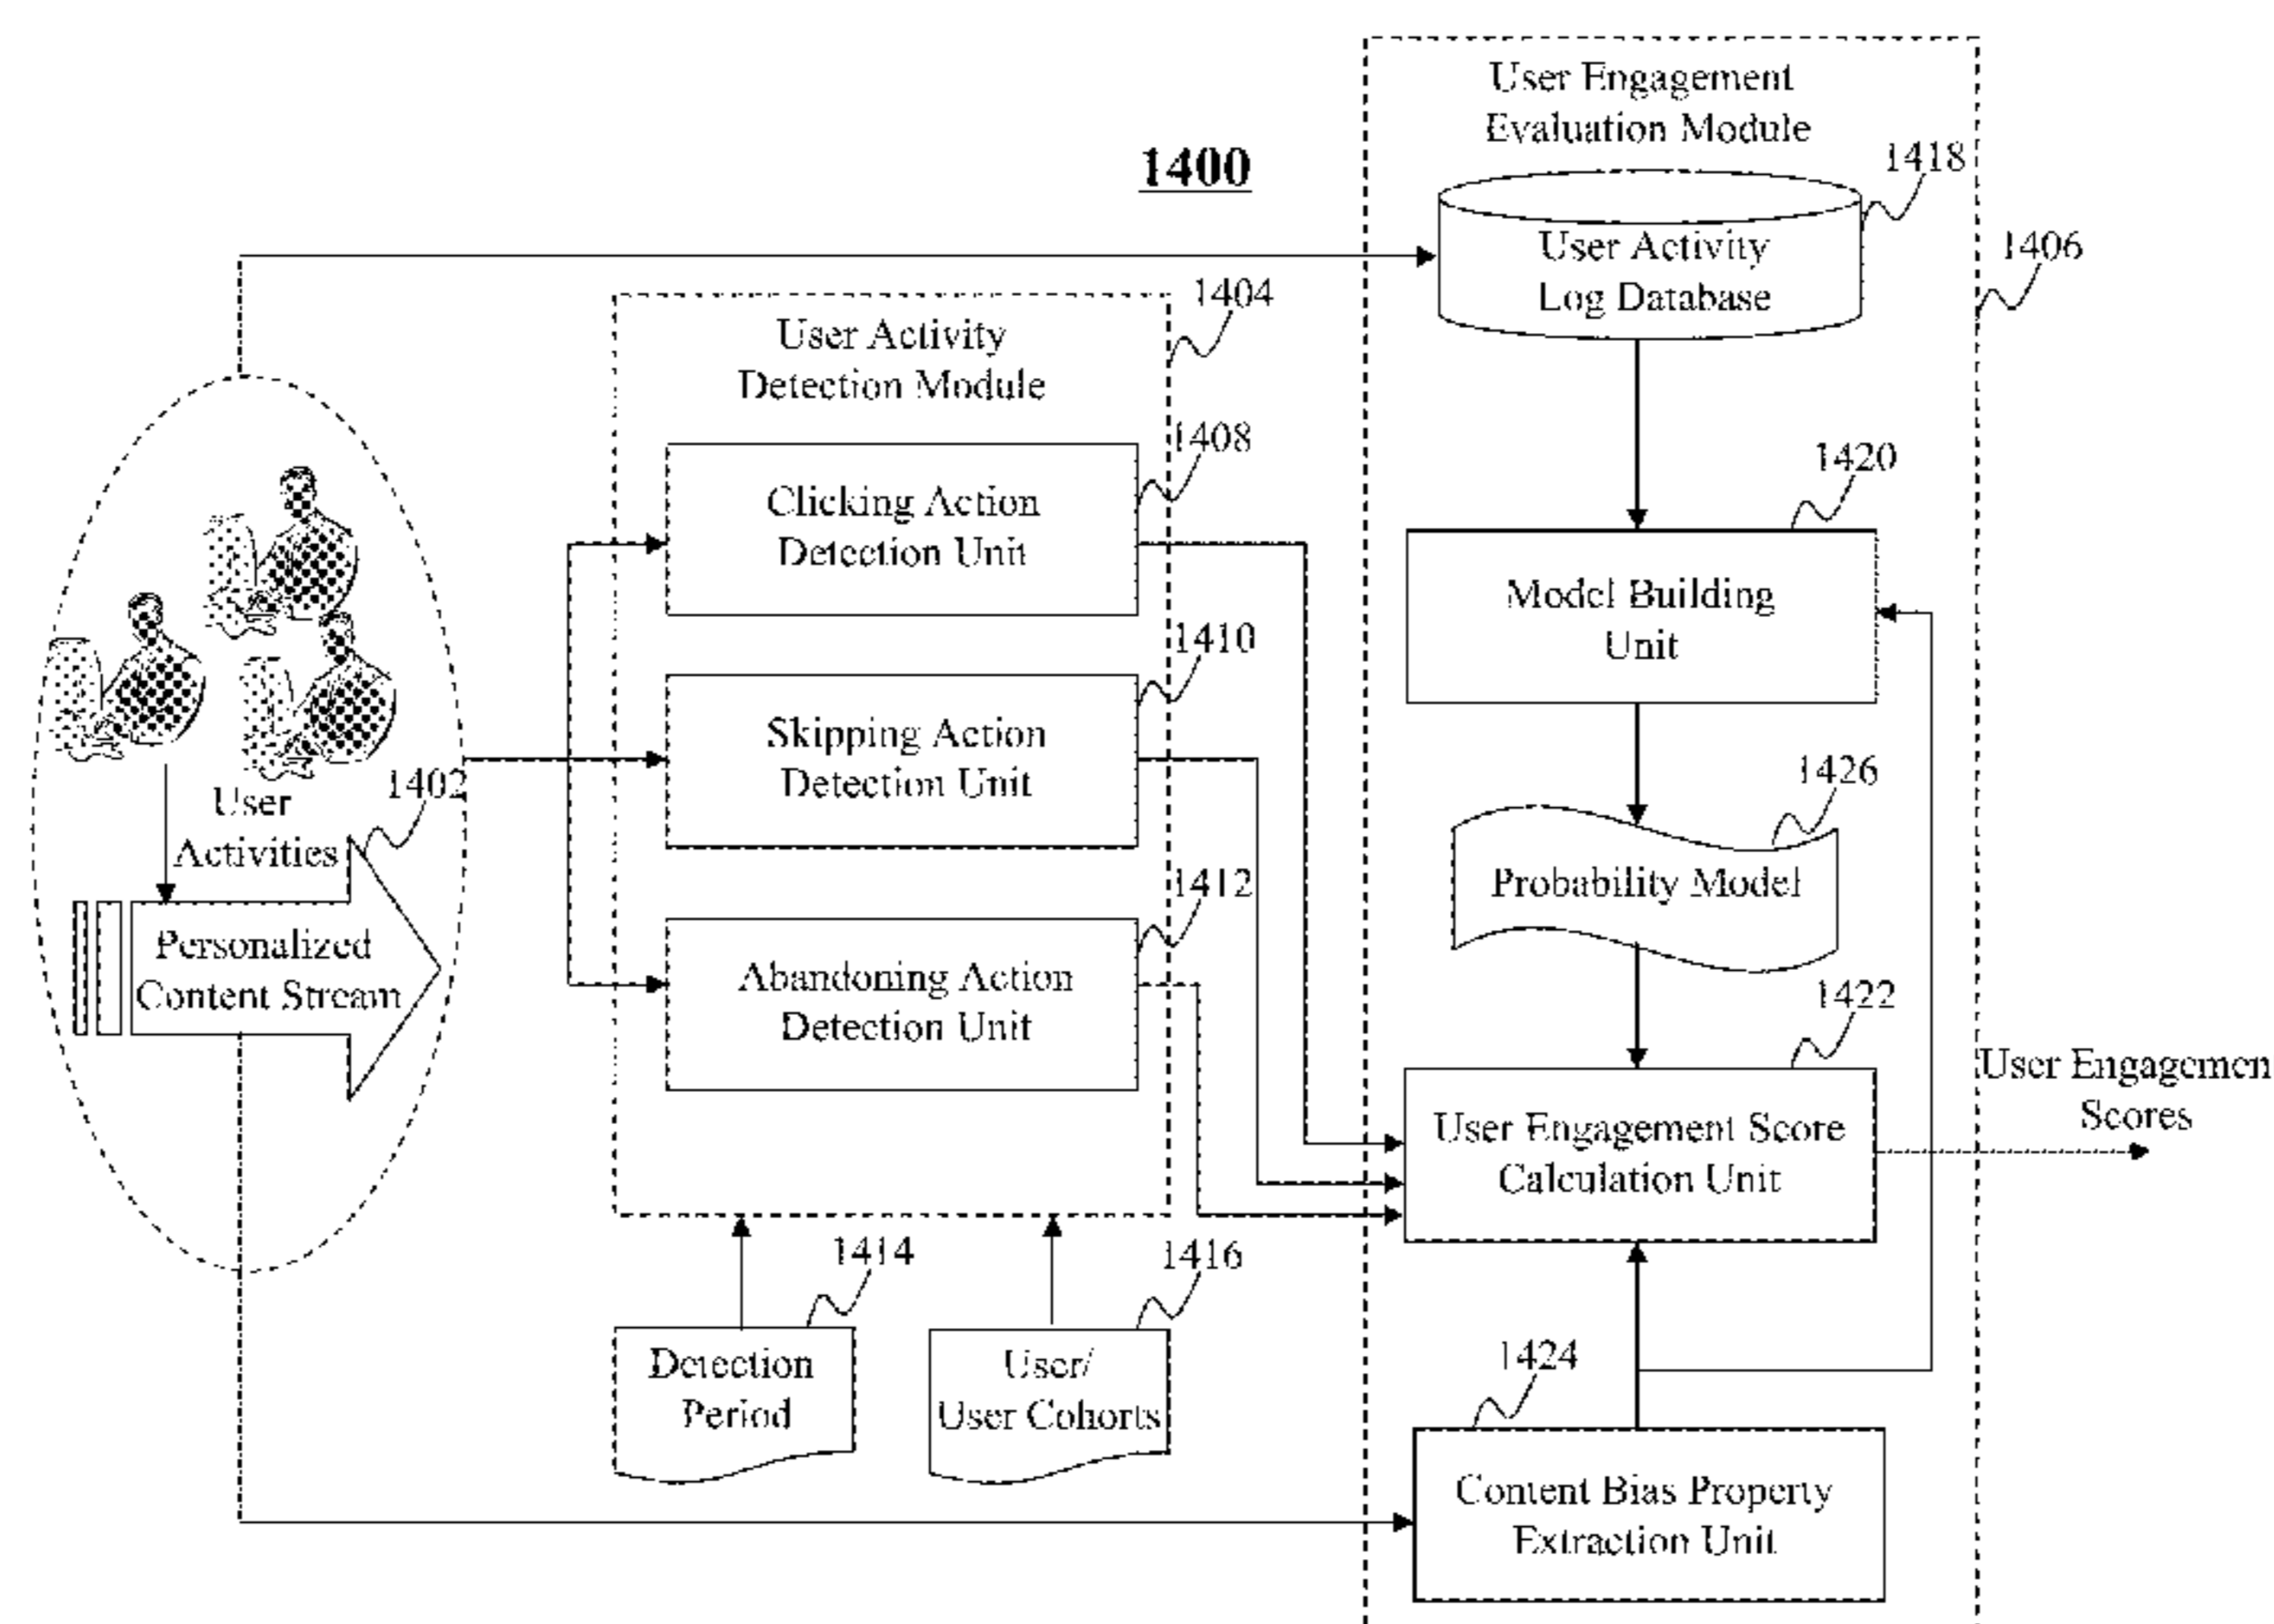 1400
User Engagement
Evaluation Module
1418
User Activity
Log Database
1406
1404
User Activity
Detection Module
1408
Clicking Action
Detection Unit
1420
Model Building
Unit
1410
Skipping Action
Detection Unit
1426
Probability Model
1402
User
Activities
Personalized
Content Stream
1412
Abandoning Action
Detection Unit
1422
User Engagement Score
Calculation Unit
User Engagemen
Scores
1414
Detection
Period
1416
User/
User Cohorts
1424
Content Bias Property
Extraction Unit